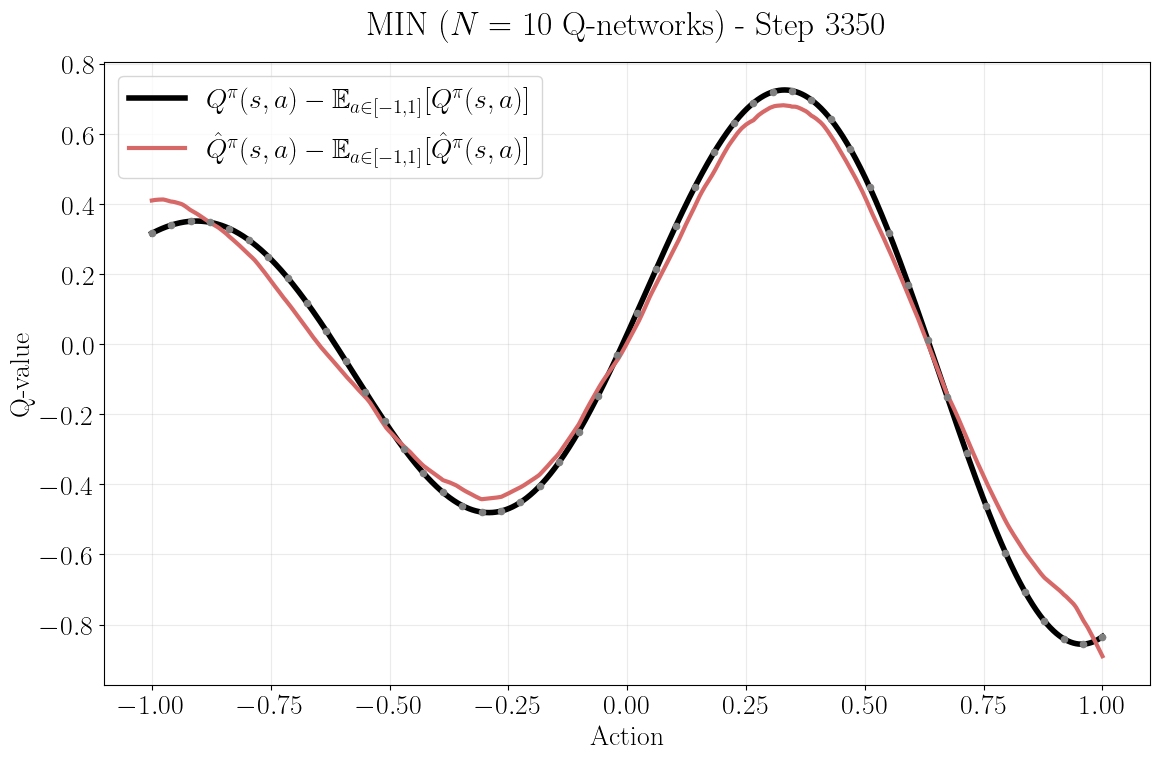 MIN (N = 10 Q-networks) - Step 3350
Q^π(s, a) − 𝔼_{a∈[−1,1]}[Q^π(s, a)]
Q̂^π(s, a) − 𝔼_{a∈[−1,1]}[Q̂^π(s, a)]
0.8
0.6
0.4
0.2
0.0
−0.2
−0.4
−0.6
−0.8
Q-value
−1.00 −0.75 −0.50 −0.25 0.00 0.25 0.50 0.75 1.00
Action